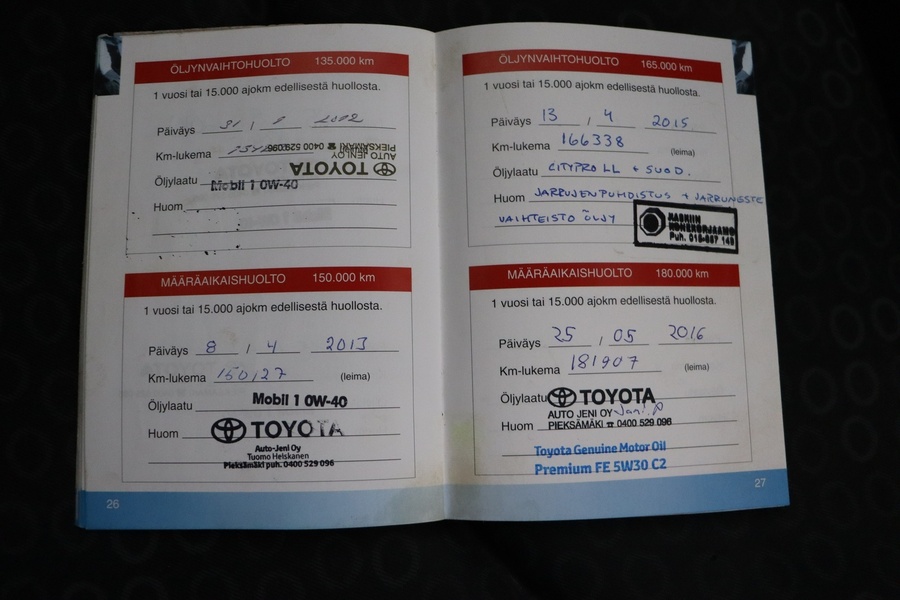 ÖLJYNVAIHTOHUOLTO 135.000 km
1 vuosi tai 15.000 ajokm edellisestä huollosta.
Päiväys 31 /
Km-lukema
PIEKSÄMÄKI ☎ 0400 529 096
AUTO JENI OY
TOYOTA
Öljylaatu Mobil 1 0W-40
Huom
MÄÄRÄAIKAISHUOLTO 150.000 km
1 vuosi tai 15.000 ajokm edellisestä huollosta.
Päiväys 8 / 4 2013
Km-lukema 150127 (leima)
Öljylaatu Mobil 1 0W-40
Huom TOYOTA
Auto-Jeni Oy
Tuomo Heiskanen
Pieksämäki puh. 0400 529 096
26
ÖLJYNVAIHTOHUOLTO 165.000 km
1 vuosi tai 15.000 ajokm edellisestä huollosta.
Päiväys 13 / 4 2015
Km-lukema 166338 (leima)
Öljylaatu CITYPRO LL + SUOD.
Huom JARRUJENPUHDISTUS + JARRUNGSTE
VAIHTEISTO ÖLJY
KONEKORJAAMO
MÄÄRÄAIKAISHUOLTO 180.000 km
1 vuosi tai 15.000 ajokm edellisestä huollosta.
Päiväys 25 / 05 2016
Km-lukema 181907 (leima)
Öljylaatu TOYOTA
AUTO JENI OY Jani.P
Huom PIEKSÄMÄKI ☎ 0400 529 096
Toyota Genuine Motor Oil
Premium FE 5W30 C2
27